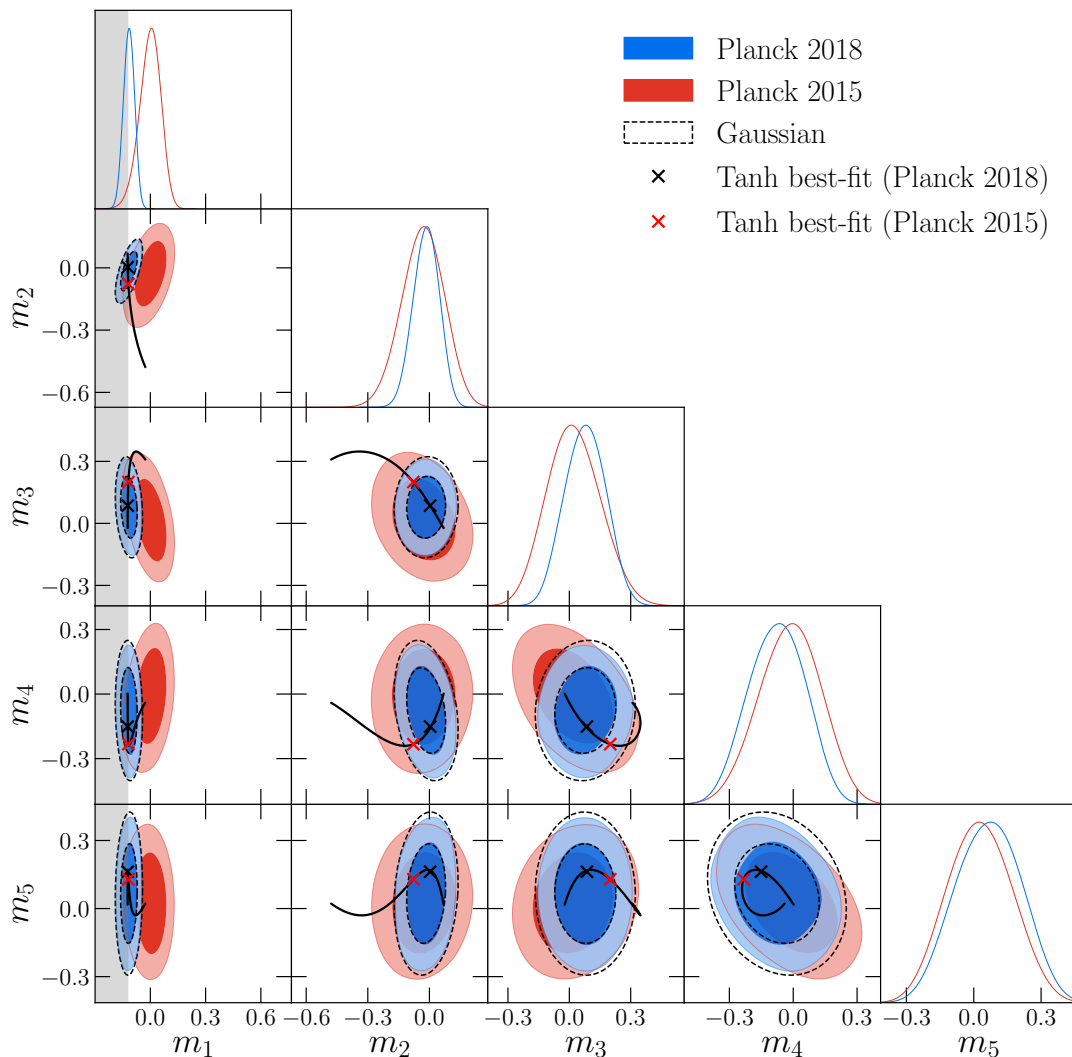 Planck 2018
Planck 2015
Gaussian
Tanh best-fit (Planck 2018)
Tanh best-fit (Planck 2015)
0.0
−0.3
−0.6
m₂
0.3
0.0
−0.3
m₃
0.3
0.0
−0.3
m₄
0.3
0.0
−0.3
m₅
0.0 0.3 0.6
−0.6 −0.3 0.0
−0.3 0.0 0.3
−0.3 0.0 0.3
−0.3 0.0 0.3
m₁ m₂ m₃ m₄ m₅